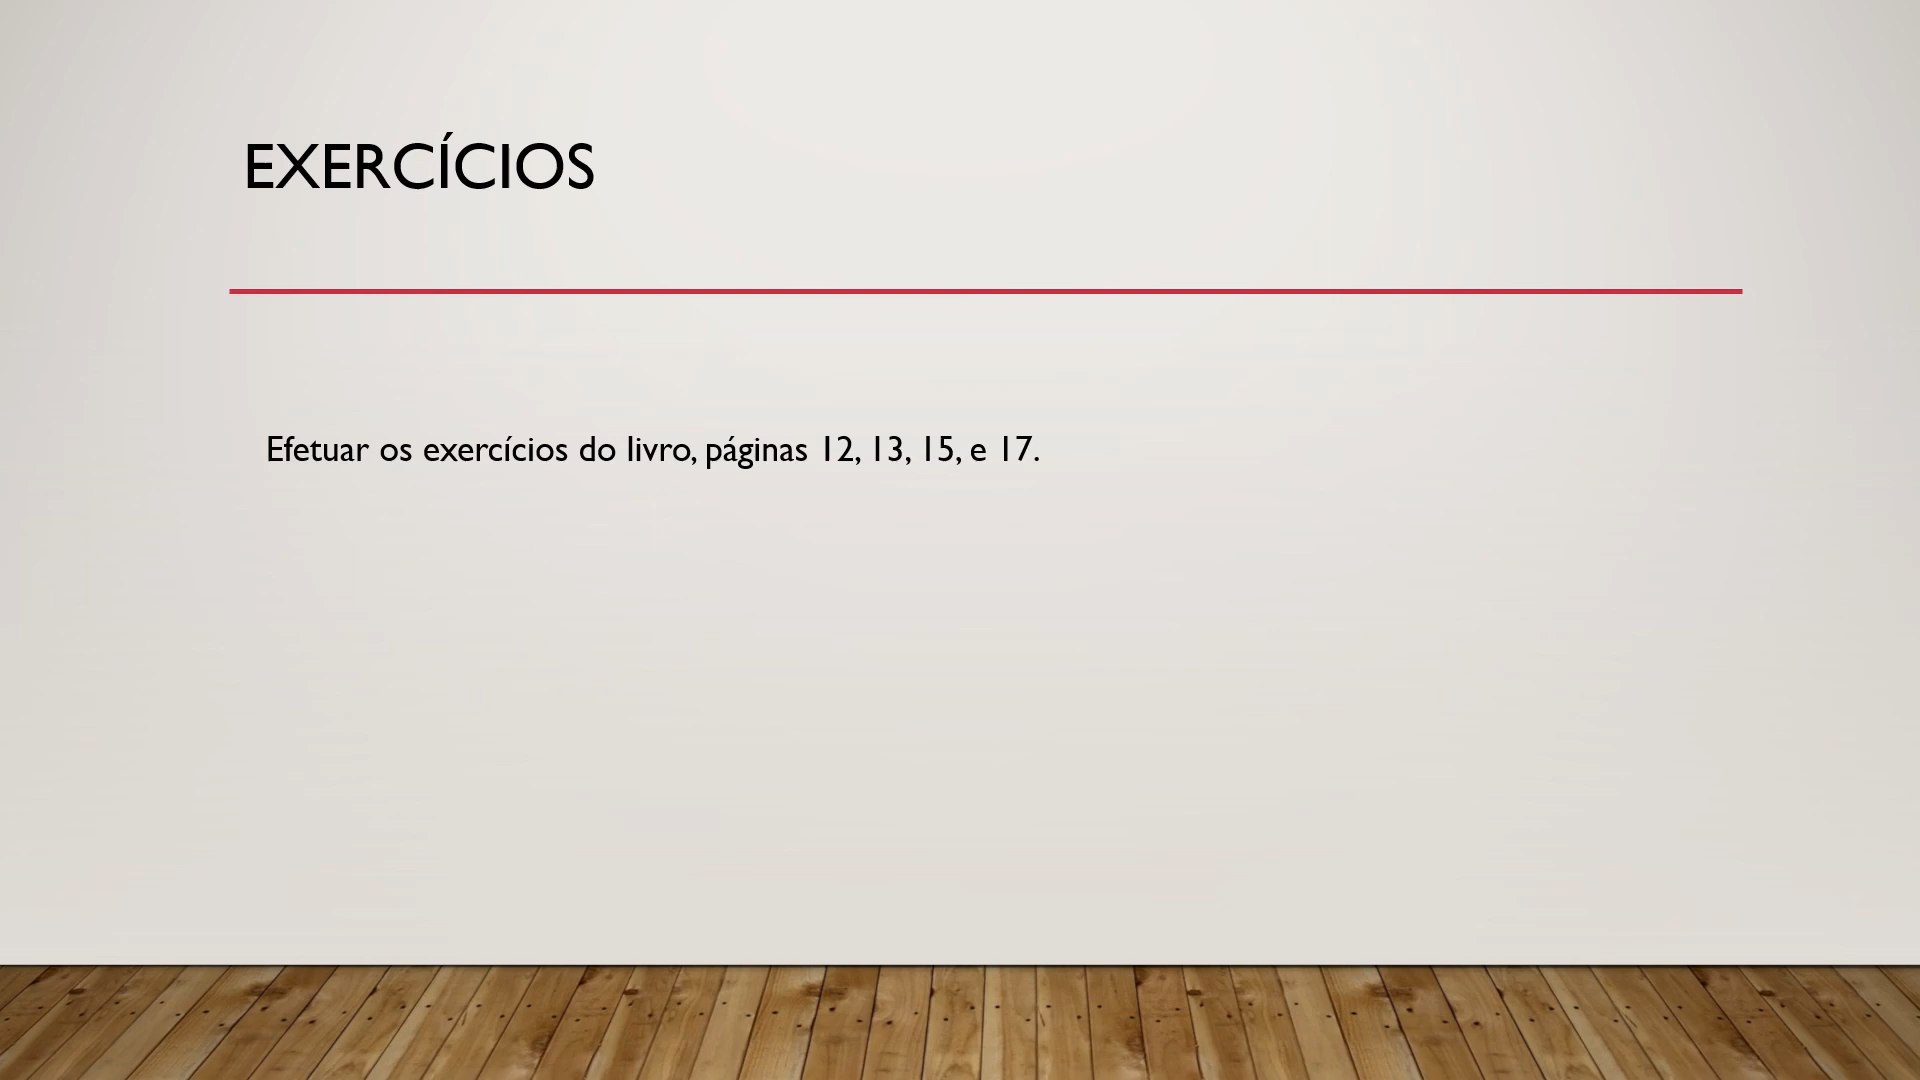 EXERCÍCIOS
Efetuar os exercícios do livro, páginas 12, 13, 15, e 17.